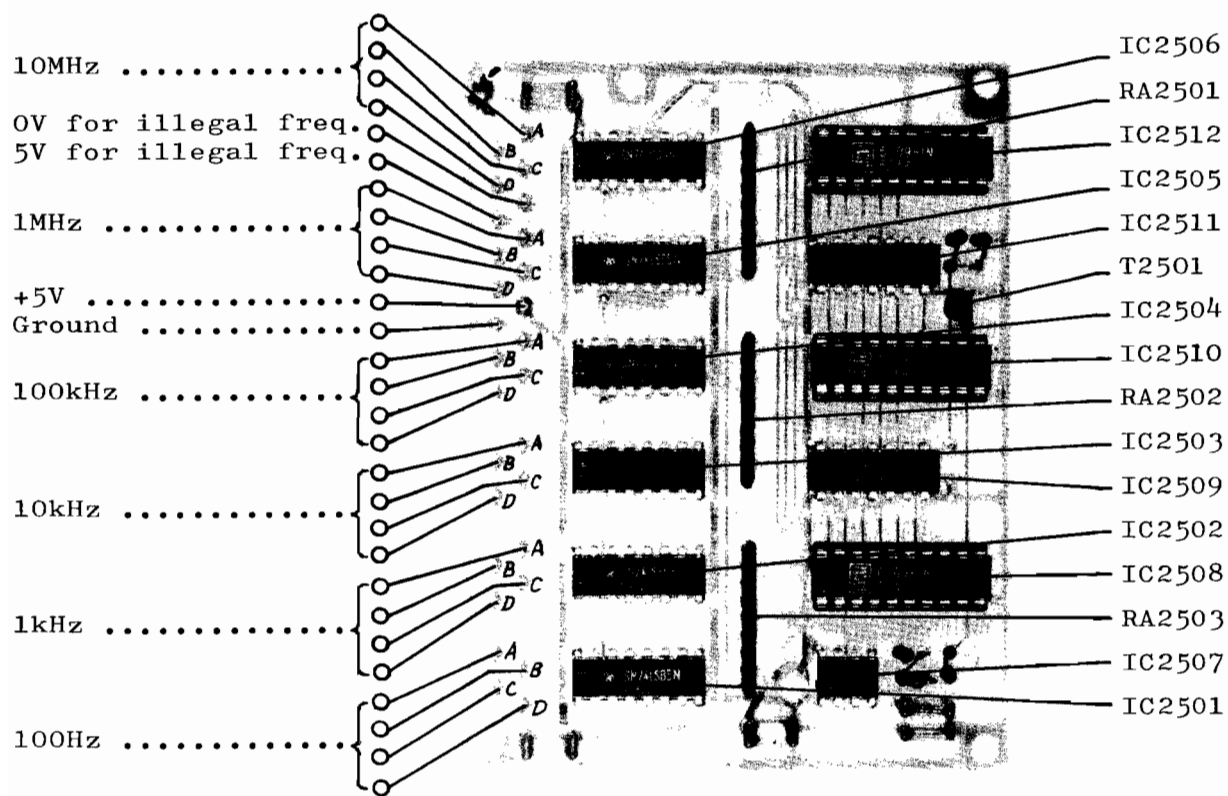 10MHz
0V for illegal freq.
5V for illegal freq.
1MHz
+5V
Ground
100kHz
10kHz
1kHz
100Hz
A
B
C
D
A
B
C
D
A
B
C
D
A
B
C
D
A
B
C
D
A
B
C
D
IC2506
RA2501
IC2512
IC2505
IC2511
T2501
IC2504
IC2510
RA2502
IC2503
IC2509
IC2502
IC2508
RA2503
IC2507
IC2501